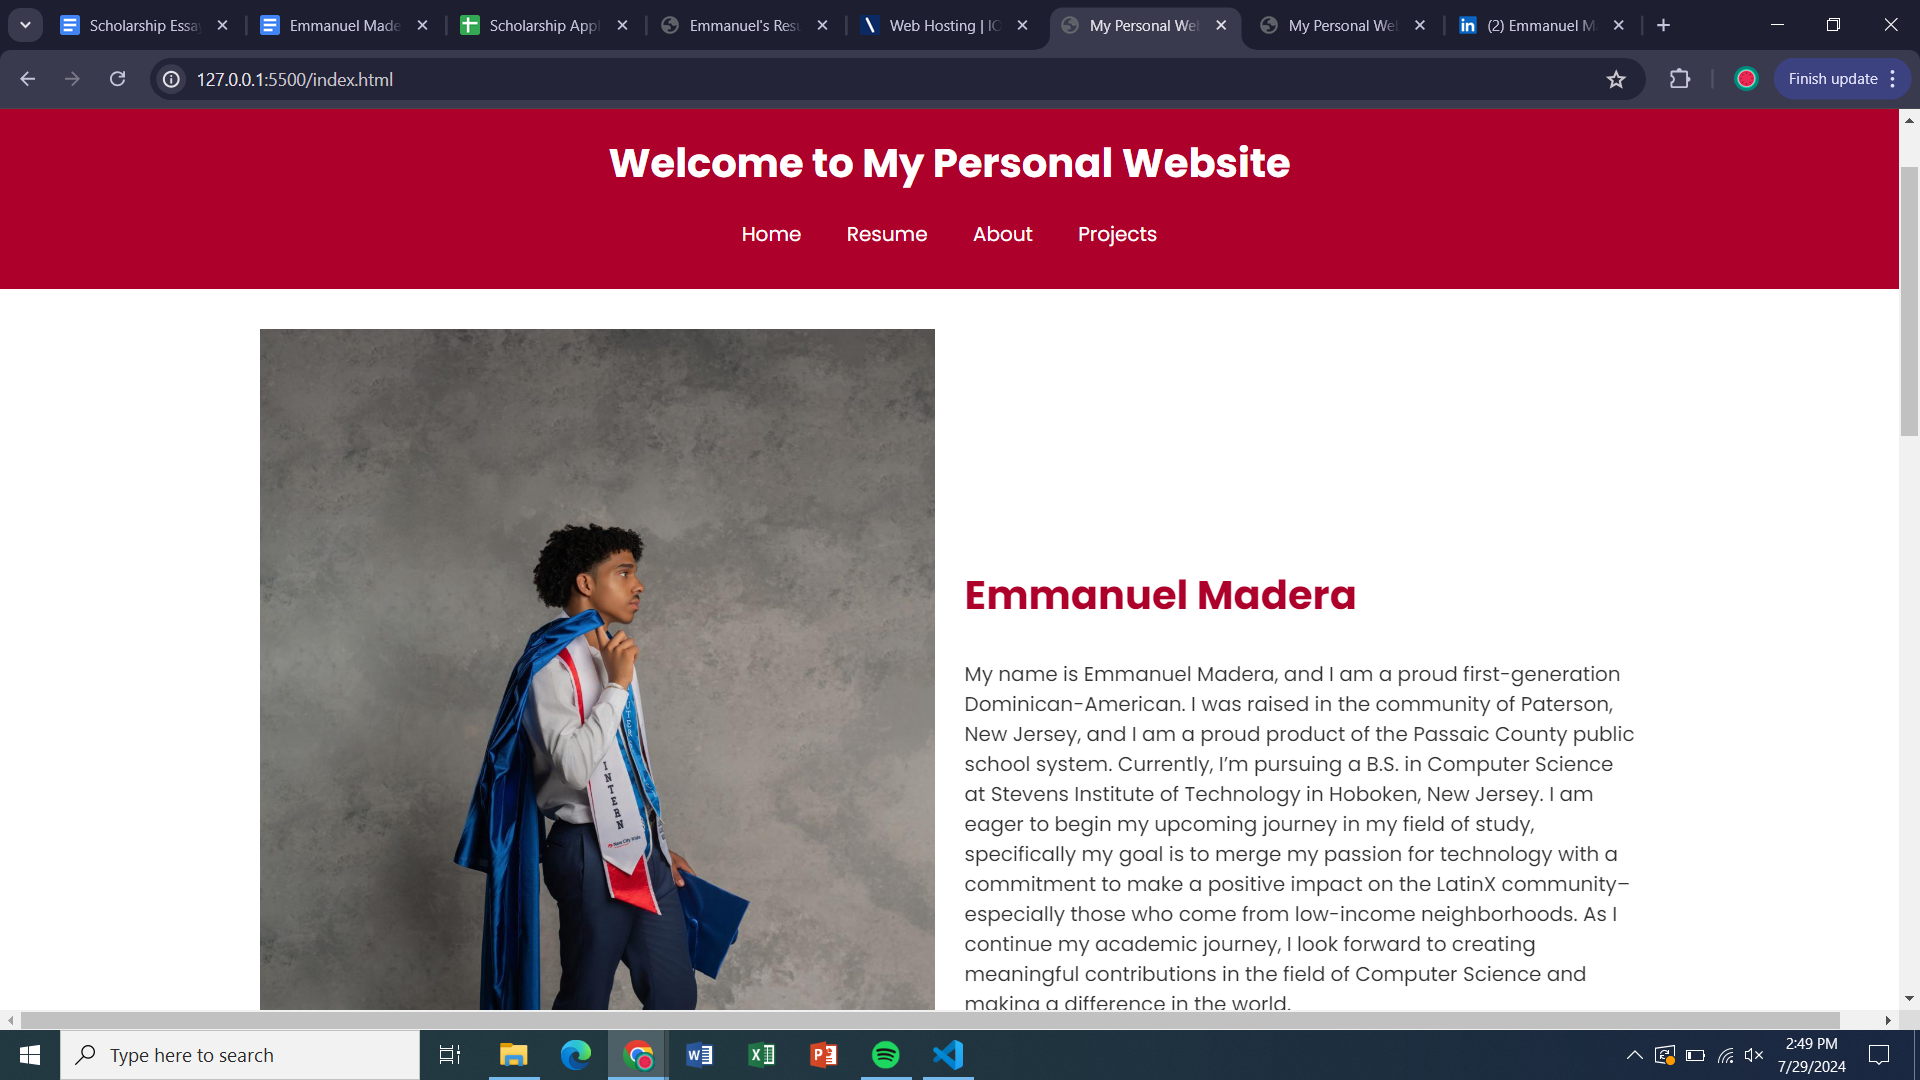 Scholarship Essay
Emmanuel Made
Scholarship Appl
Emmanuel's Resu
Web Hosting | IO
My Personal Web
My Personal Web
(2) Emmanuel M
127.0.0.1:5500/index.html
Finish update
Welcome to My Personal Website
Home Resume About Projects
UTER
INTERN
Emmanuel Madera
My name is Emmanuel Madera, and I am a proud first-generation
Dominican-American. I was raised in the community of Paterson,
New Jersey, and I am a proud product of the Passaic County public
school system. Currently, I’m pursuing a B.S. in Computer Science
at Stevens Institute of Technology in Hoboken, New Jersey. I am
eager to begin my upcoming journey in my field of study,
specifically my goal is to merge my passion for technology with a
commitment to make a positive impact on the LatinX community–
especially those who come from low-income neighborhoods. As I
continue my academic journey, I look forward to creating
meaningful contributions in the field of Computer Science and
making a difference in the world.
Type here to search
2:49 PM
7/29/2024